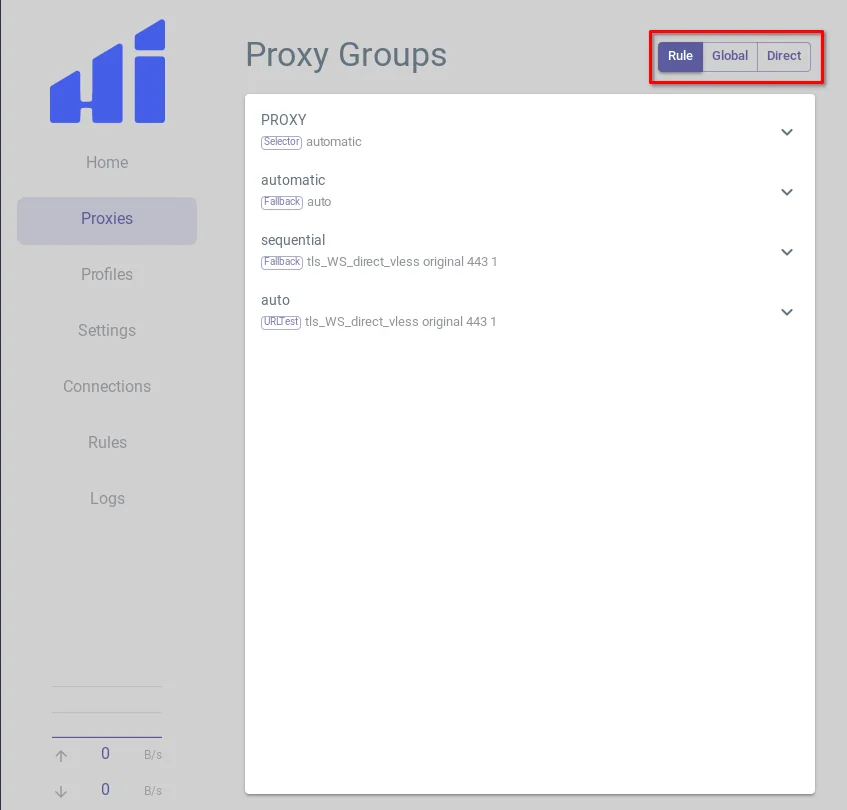 Hi
Home
Proxies
Profiles
Settings
Connections
Rules
Logs
0 B/s
0 B/s
Proxy Groups
Rule Global Direct
PROXY
Selector automatic
automatic
Fallback auto
sequential
Fallback tls_WS_direct_vless original 443 1
auto
URLTest tls_WS_direct_vless original 443 1